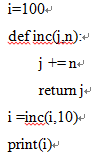 i=100
def inc(j,n):
j += n
return j
i =inc(i,10)
print(i)